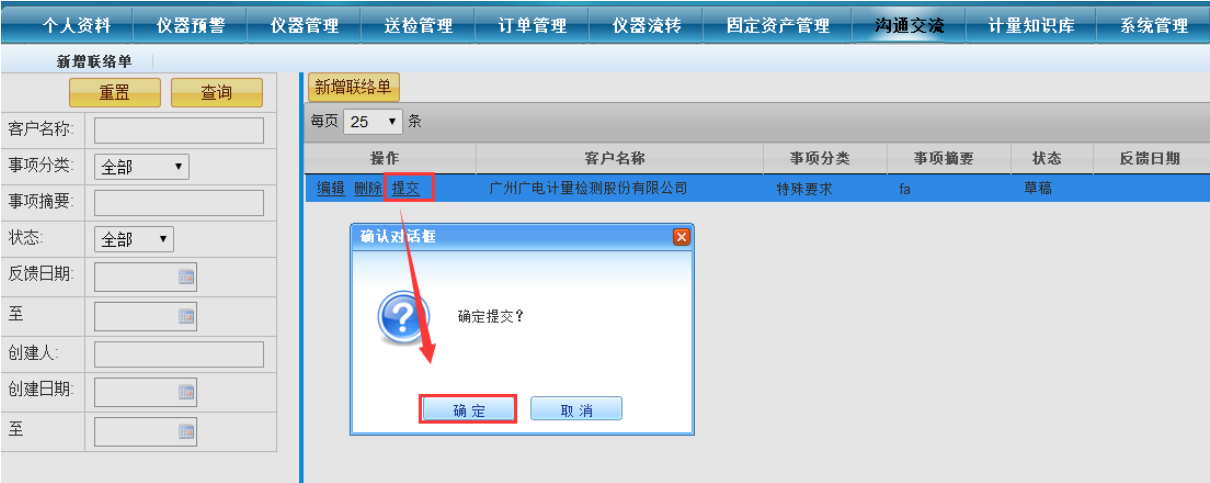 个人资料 仪器预警 仪器管理 送检管理 订单管理 仪器流转 固定资产管理 沟通交流 计量知识库 系统管理
新增联络单
重置 查询
客户名称:
事项分类: 全部
事项摘要:
状态: 全部
反馈日期:
至
创建人:
创建日期:
至
新增联络单
每页 25 条
操作 客户名称 事项分类 事项摘要 状态 反馈日期
编辑 删除 提交 广州广电计量检测股份有限公司 特殊要求 fa 草稿
确认对话框
确定提交?
确定 取消